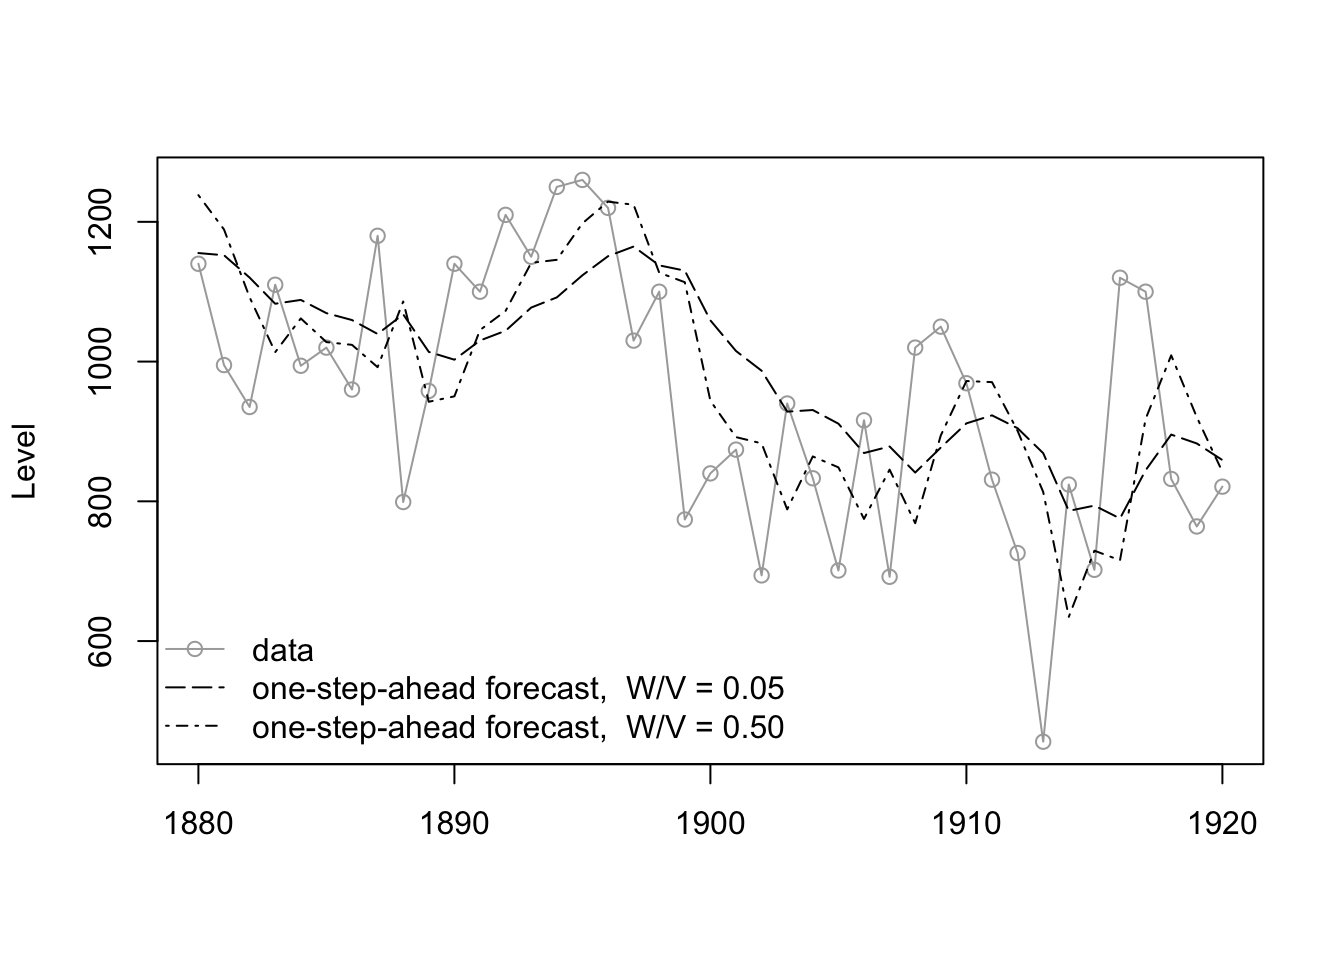 Level
1200
1000
800
600
data
one-step-ahead forecast,  W/V = 0.05
one-step-ahead forecast,  W/V = 0.50
1880 1890 1900 1910 1920